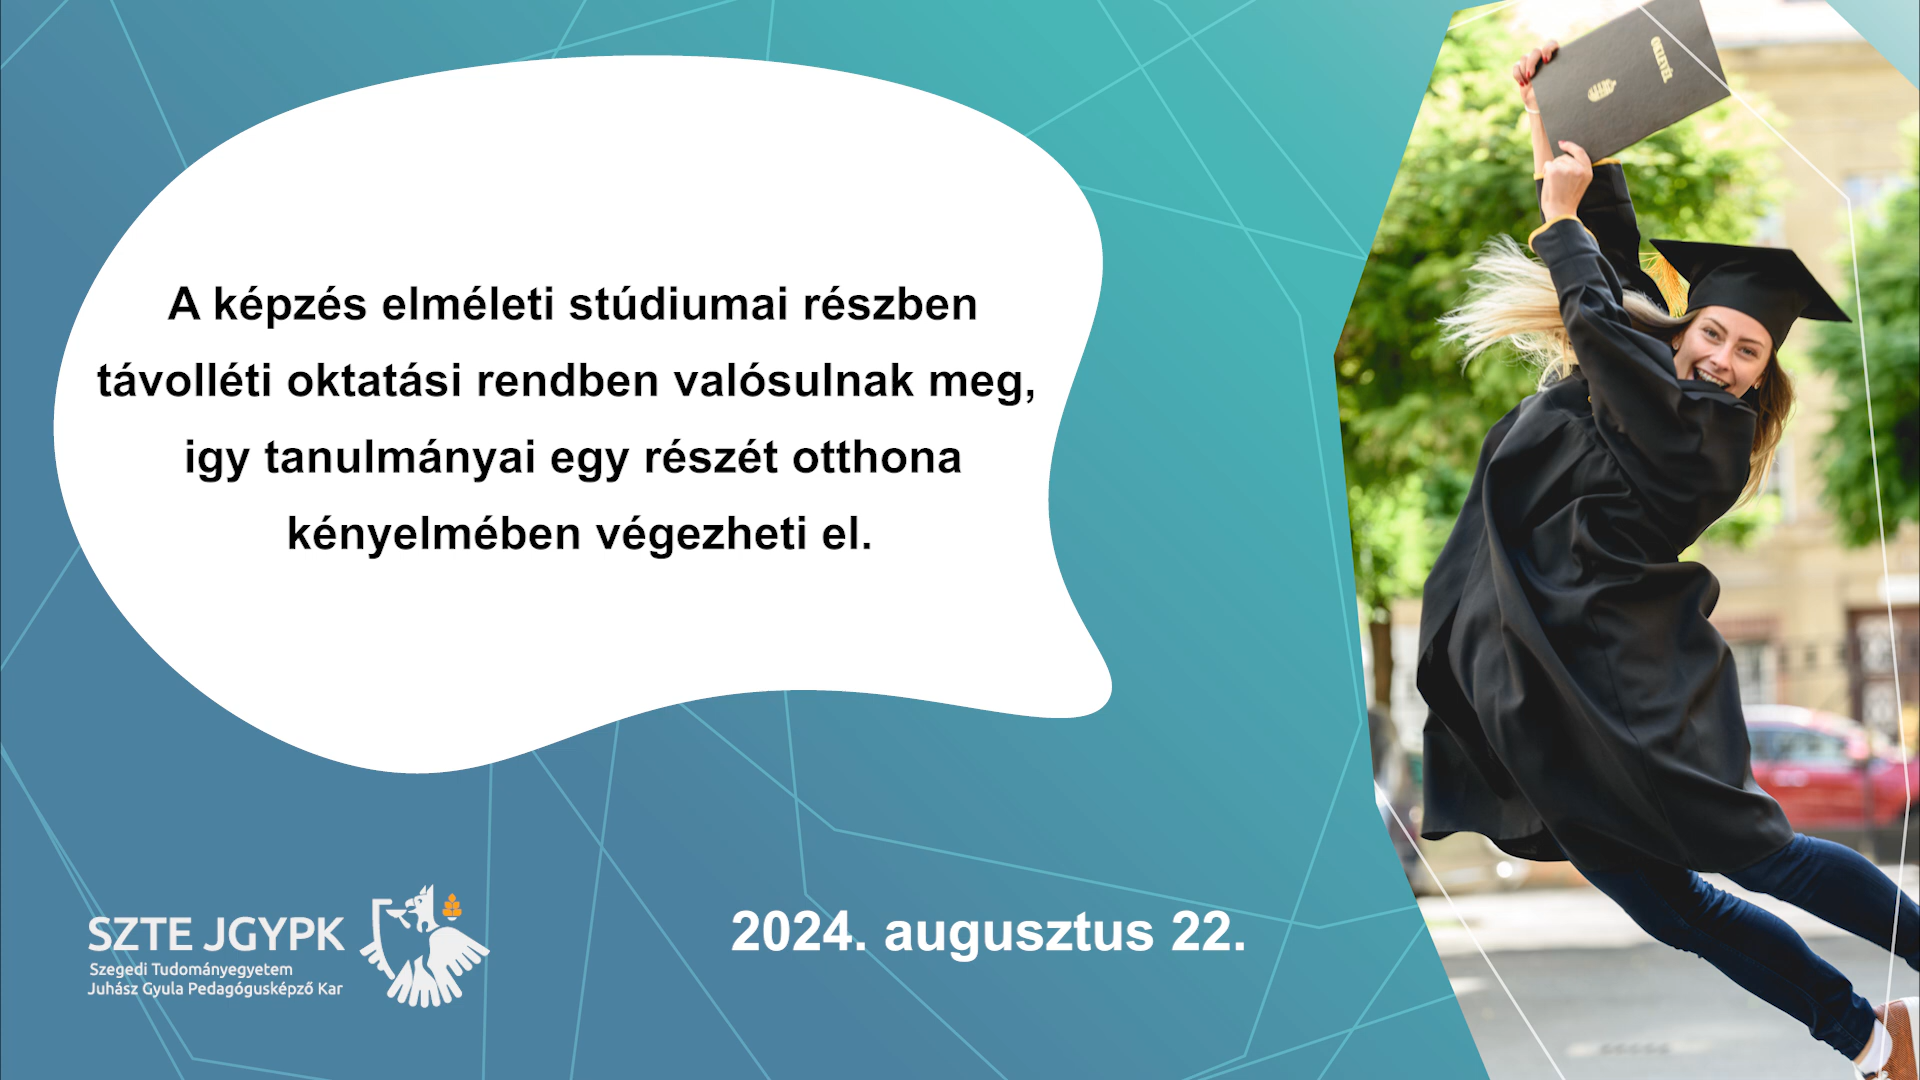 A képzés elméleti stúdiumai részben
távolléti oktatási rendben valósulnak meg,
igy tanulmányai egy részét otthona
kényelmében végezheti el.
OKLEVÉL
SZTE JGYPK
Szegedi Tudományegyetem
Juhász Gyula Pedagógusképző Kar
2024. augusztus 22.